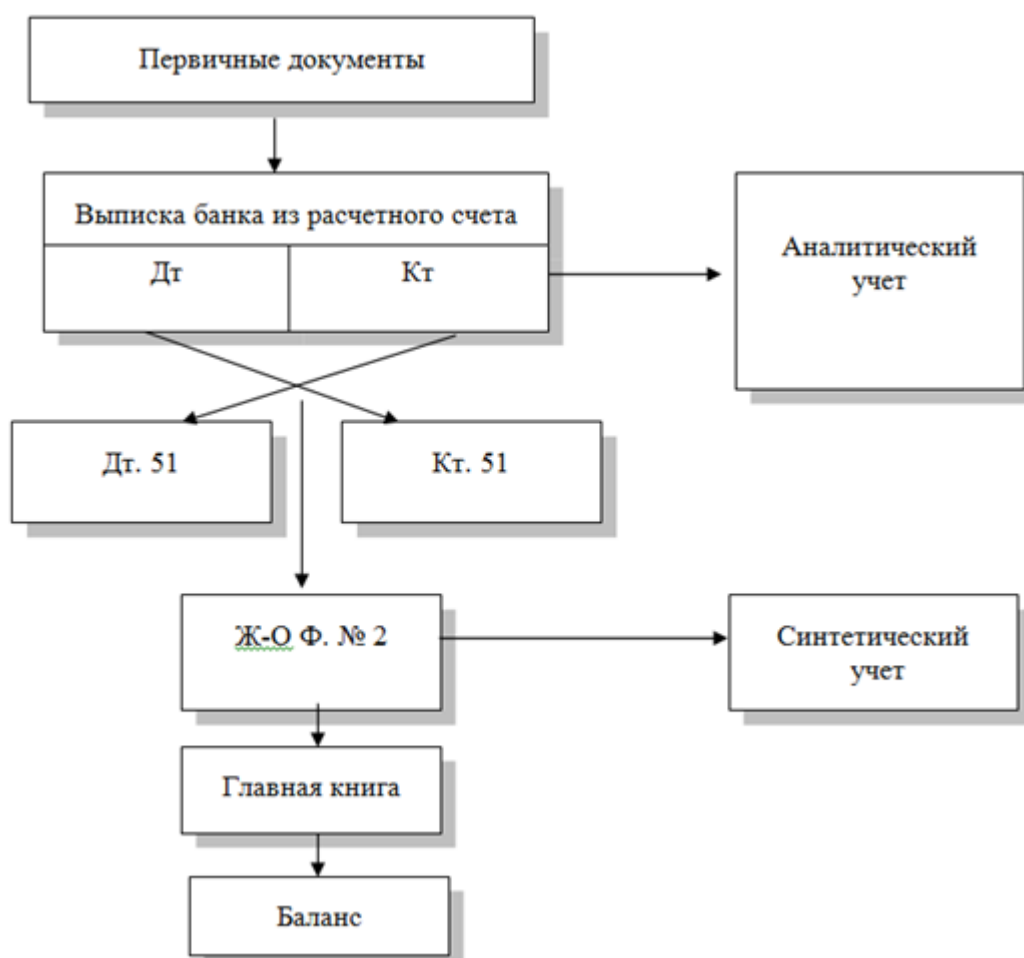 Первичные документы
Выписка банка из расчетного счета
Дт
Кт
Аналитический
учет
Дт. 51
Кт. 51
Ж-О Ф. № 2
Синтетический
учет
Главная книга
Баланс